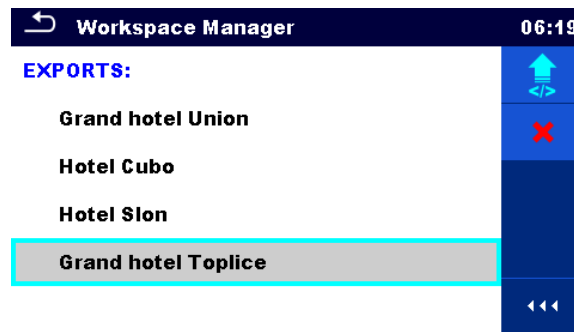 Workspace Manager
06:19
EXPORTS:
</>
Grand hotel Union
Hotel Cubo
Hotel Slon
Grand hotel Toplice